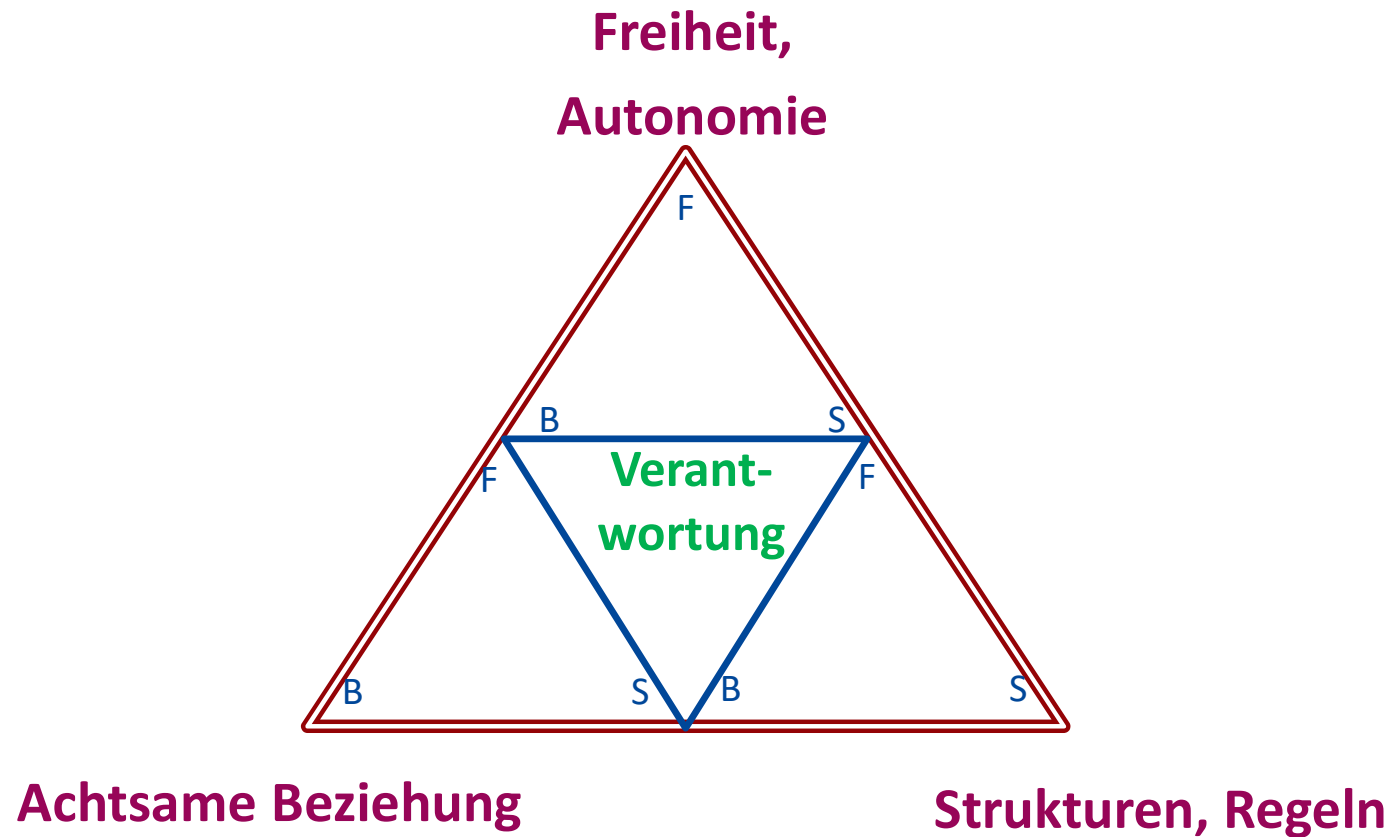 Freiheit,
Autonomie
F
B S
Verant-
F F
wortung
B S B S
Achtsame Beziehung
Strukturen, Regeln